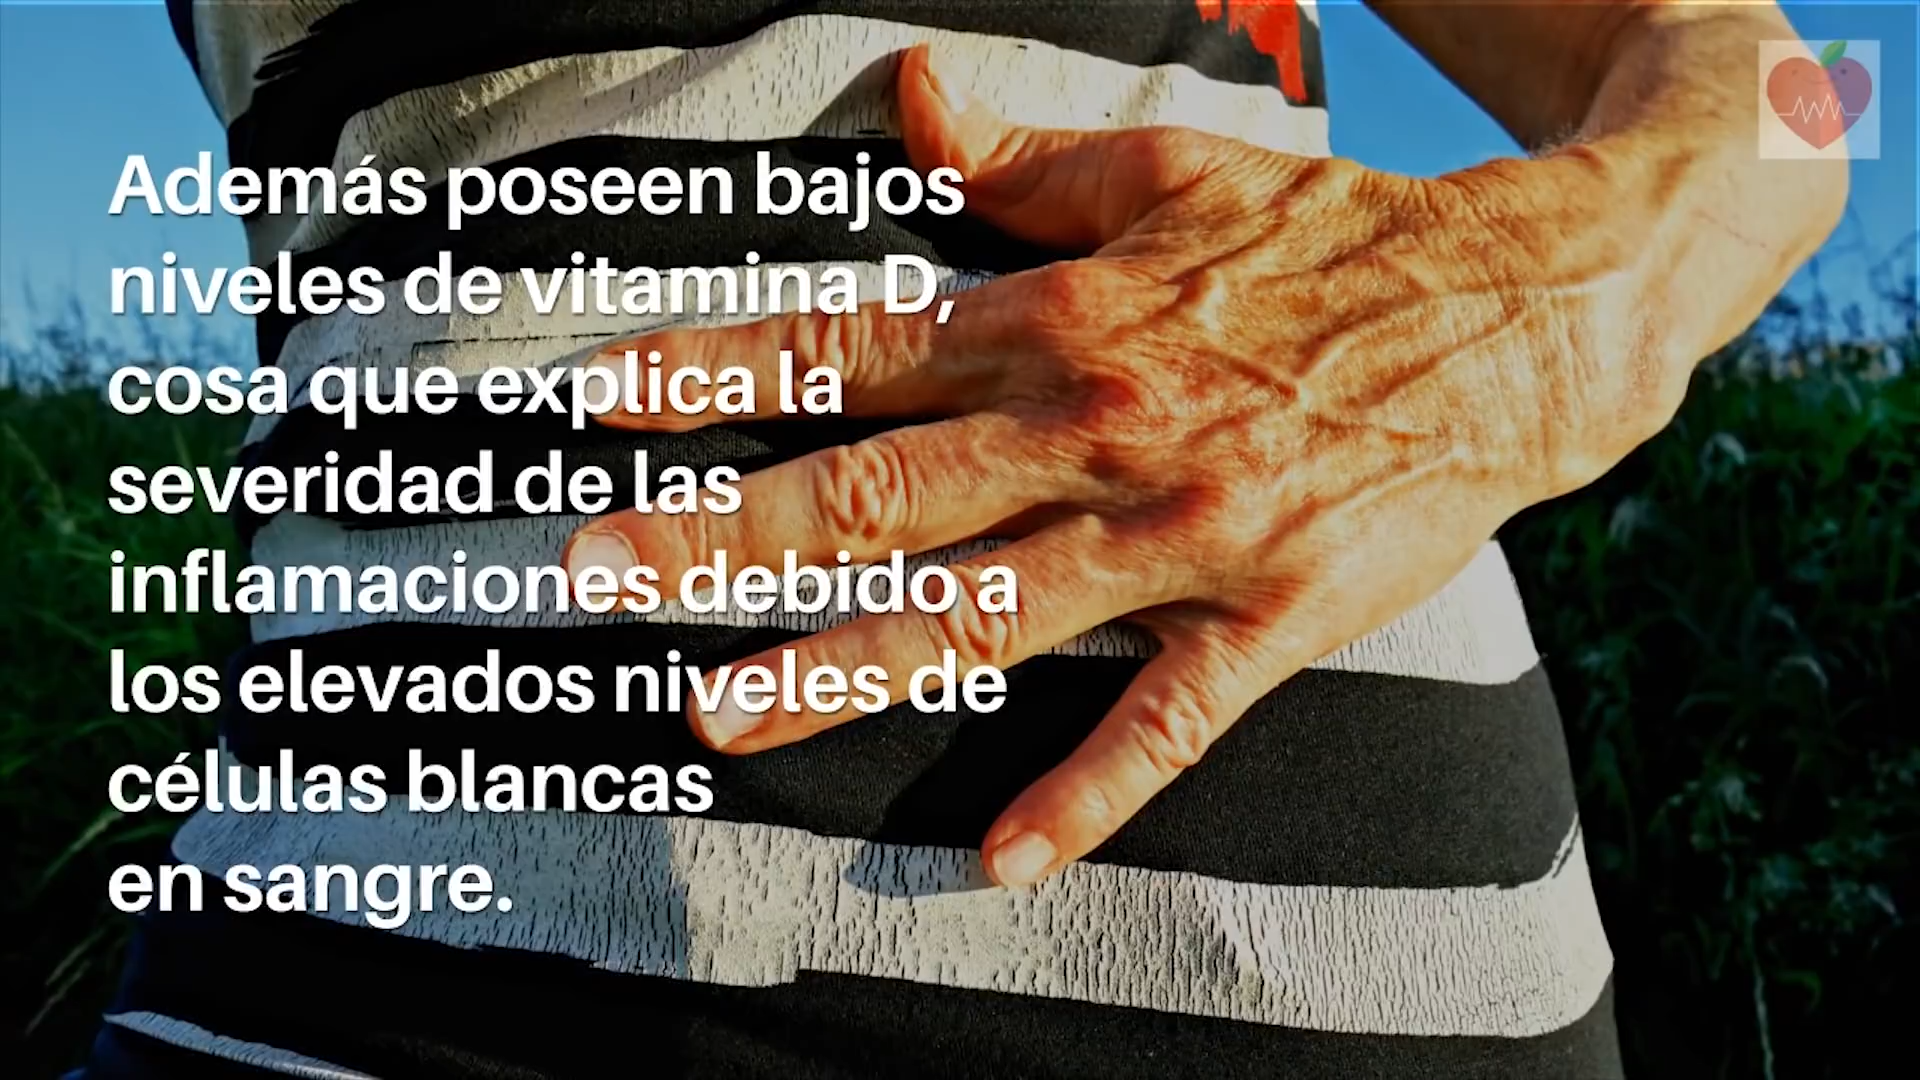 Además poseen bajos
niveles de vitamina D,
cosa que explica la
severidad de las
inflamaciones debido a
los elevados niveles de
células blancas
en sangre.